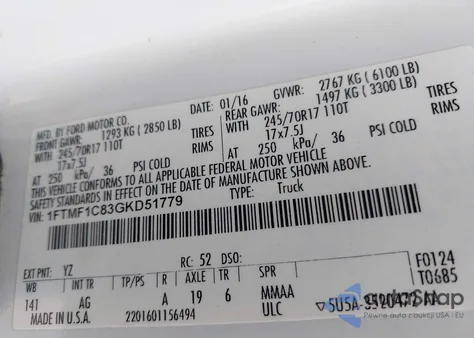 MFD. BY FORD MOTOR CO. DATE: 01/16 GVWR: 2767 KG ( 6100 LB)
FRONT GAWR: 1293 KG ( 2850 LB) REAR GAWR: 1497 KG ( 3300 LB)
WITH 245/70R17 110T TIRES WITH 245/70R17 110T TIRES
17x7.5J RIMS 17x7.5J RIMS
AT 250 kPa/ 36 PSI COLD AT 250 kPa/ 36 PSI COLD
THIS VEHICLE CONFORMS TO ALL APPLICABLE FEDERAL MOTOR VEHICLE
SAFETY STANDARDS IN EFFECT ON THE DATE OF MANUFACTURE SHOWN ABOVE.
VIN: 1FTMF1C83GKD51779 TYPE: Truck
EXT PNT: YZ RC: 52 DSO: F0124
WB INT TR TP/PS R AXLE TR SPR T0685
141 AG A 19 6 MMAA
MADE IN U.S.A. 2201601156494 ULC
autoSnap